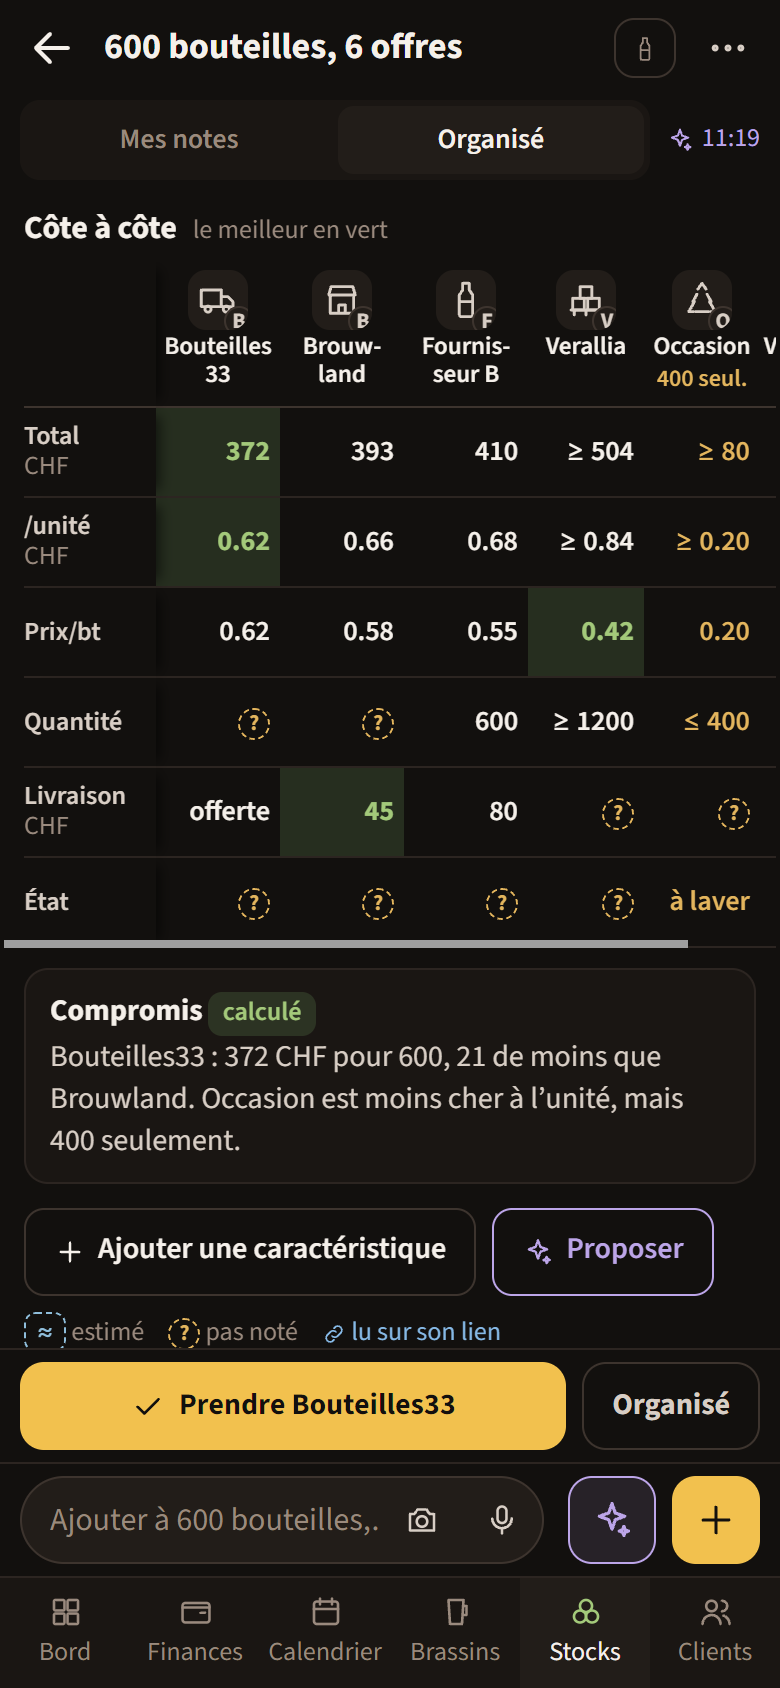 600 bouteilles, 6 offres
Mes notes Organisé 11:19
Côte à côte le meilleur en vert
B B F V O
Bouteilles Brouw- Fournis- Verallia Occasion V
33 land seur B 400 seul.
Total 372 393 410 ≥ 504 ≥ 80
CHF
/unité 0.62 0.66 0.68 ≥ 0.84 ≥ 0.20
CHF
Prix/bt 0.62 0.58 0.55 0.42 0.20
Quantité ? ? 600 ≥ 1200 ≤ 400
Livraison offerte 45 80 ? ?
CHF
État ? ? ? ? à laver
Compromis calculé
Bouteilles33 : 372 CHF pour 600, 21 de moins que
Brouwland. Occasion est moins cher à l’unité, mais
400 seulement.
+ Ajouter une caractéristique Proposer
≈ estimé ? pas noté lu sur son lien
Prendre Bouteilles33 Organisé
Ajouter à 600 bouteilles,.
Bord Finances Calendrier Brassins Stocks Clients